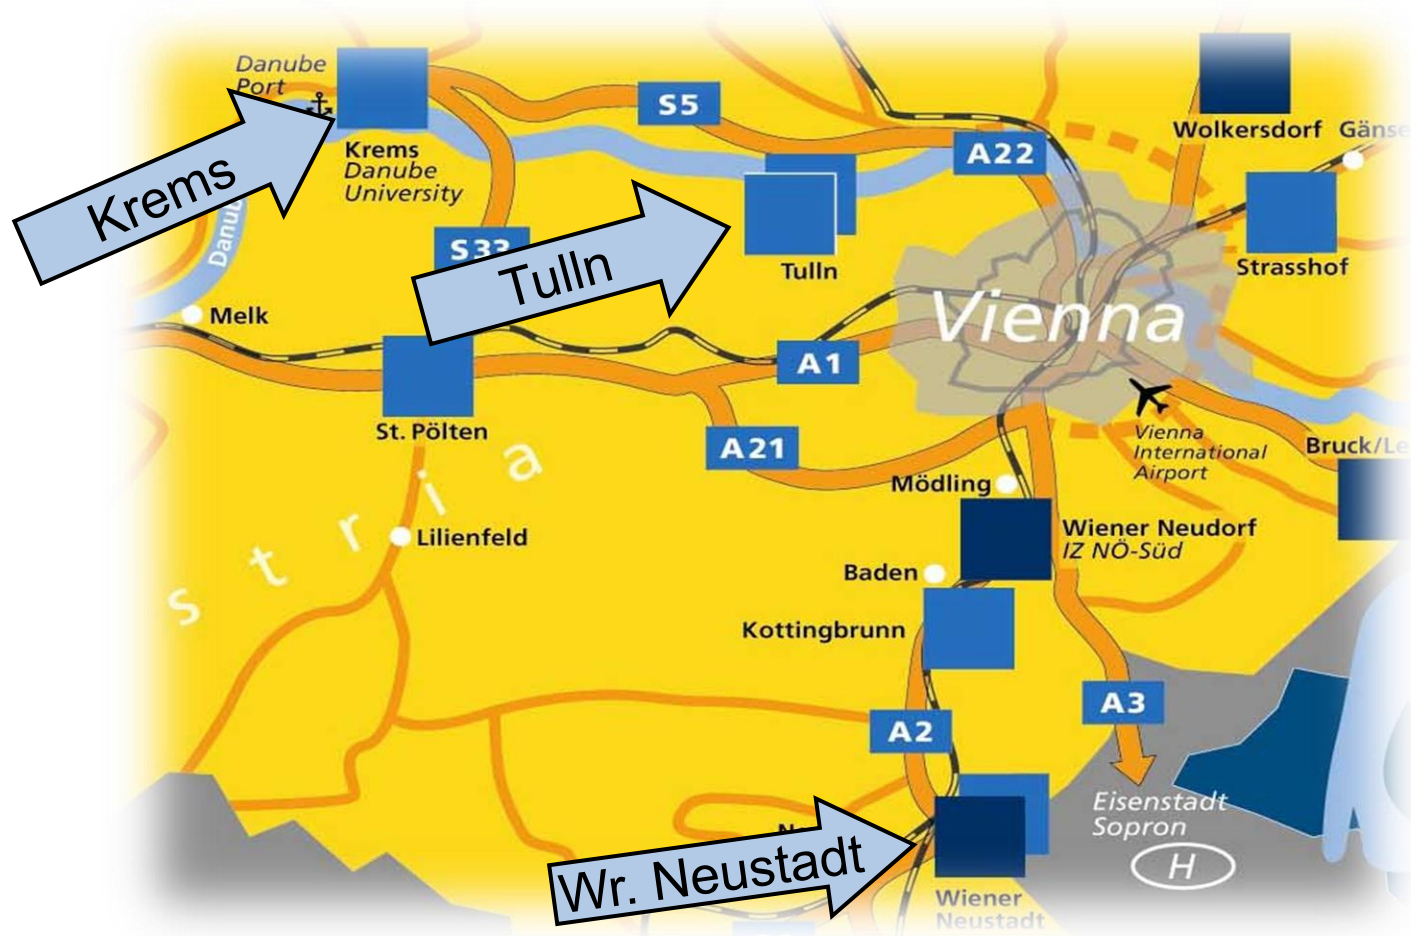 Danube
Port
Krems
Danube
University
Krems
Danub
S5
A22
Wolkersdorf
Gänse
S33
Tulln
Tulln
Strasshof
Melk
Vienna
A1
St. Pölten
A21
Vienna
International
Airport
Bruck/Le
Mödling
s t r i a
Lilienfeld
Wiener Neudorf
IZ NÖ-Süd
Baden
Kottingbrunn
A2
A3
Eisenstadt
Sopron
H
Wr. Neustadt
Wiener
Neustadt